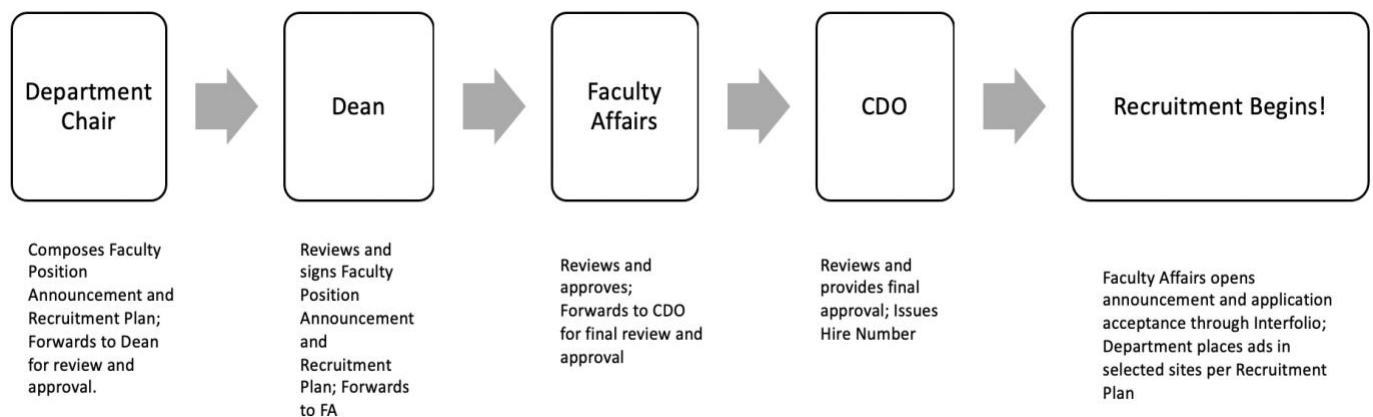 Department
Chair
Dean
Faculty
Affairs
CDO
Recruitment Begins!
Composes Faculty
Position
Announcement and
Recruitment Plan;
Forwards to Dean
for review and
approval.
Reviews and
signs Faculty
Position
Announcement
and
Recruitment
Plan; Forwards
to FA
Reviews and
approves;
Forwards to CDO
for final review and
approval
Reviews and
provides final
approval; Issues
Hire Number
Faculty Affairs opens
announcement and application
acceptance through Interfolio;
Department places ads in
selected sites per Recruitment
Plan